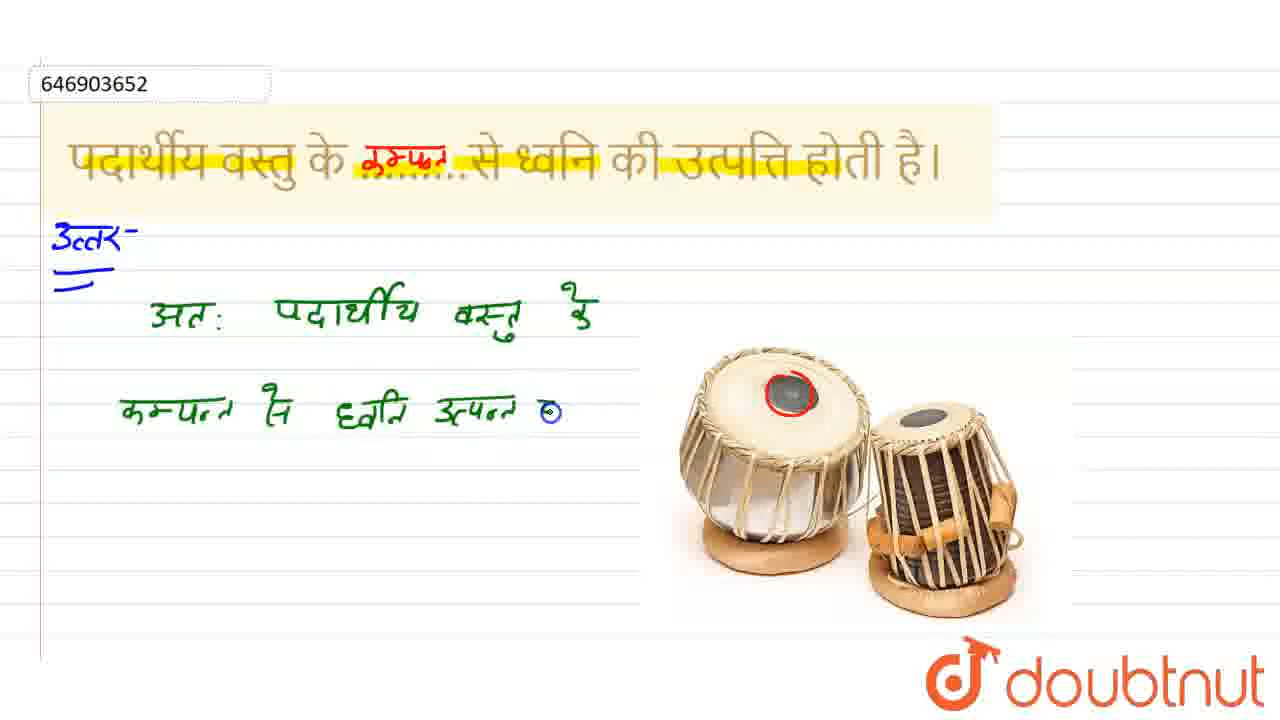 646903652
पदार्थीय वस्तु के कम्पन से ध्वनि की उत्पत्ति होती है।
उत्तर-
अतः पदार्थीय वस्तु के
कम्पन्न से ध्वनि उत्पन्न
doubtnut